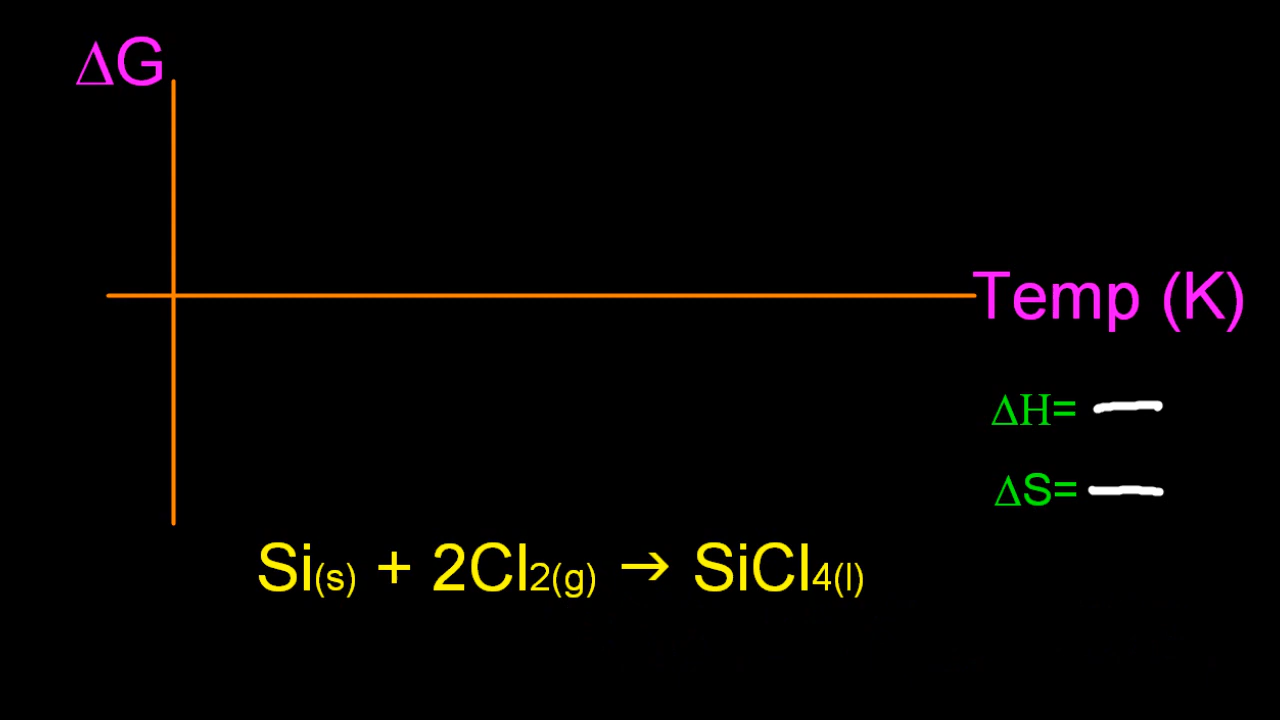 ΔG
Temp (K)
ΔH= —
ΔS= —
Si(s) + 2Cl2(g) → SiCl4(l)